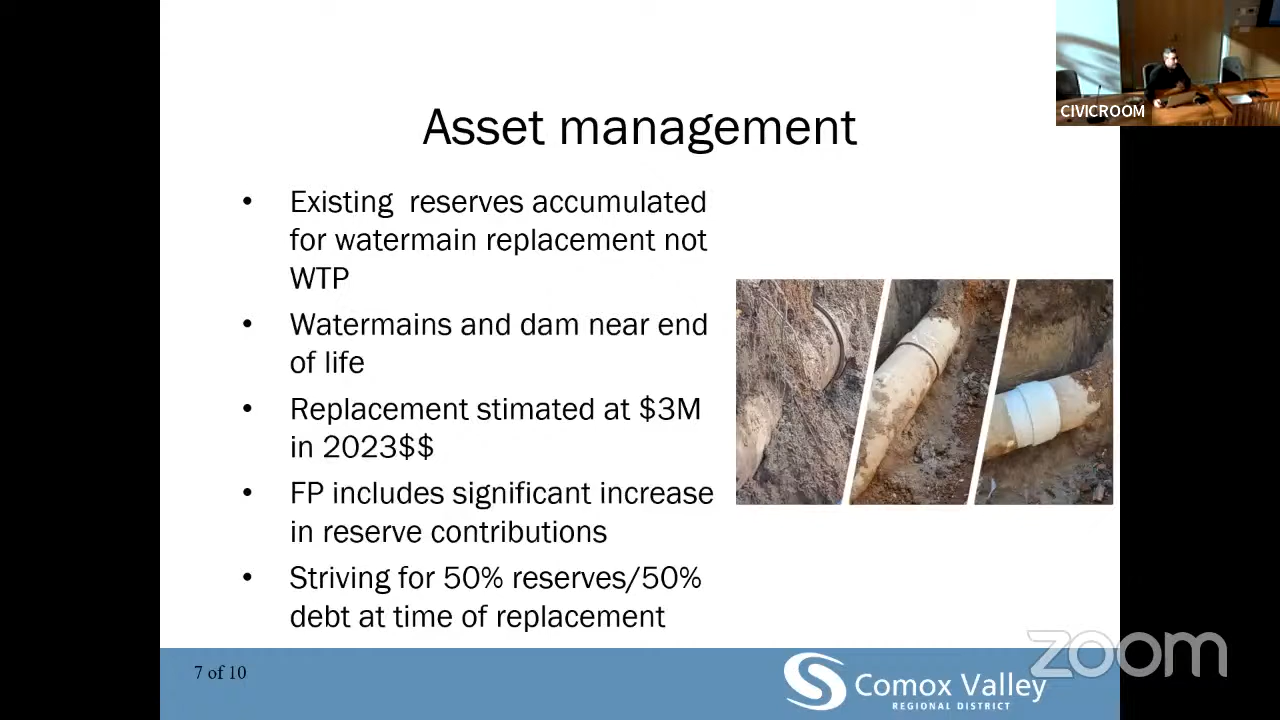 CIVICROOM
Asset management
• Existing reserves accumulated
for watermain replacement not
WTP
• Watermains and dam near end
of life
• Replacement stimated at $3M
in 2023$$
• FP includes significant increase
in reserve contributions
• Striving for 50% reserves/50%
debt at time of replacement
7 of 10
Comox Valley
REGIONAL DISTRICT
zoom